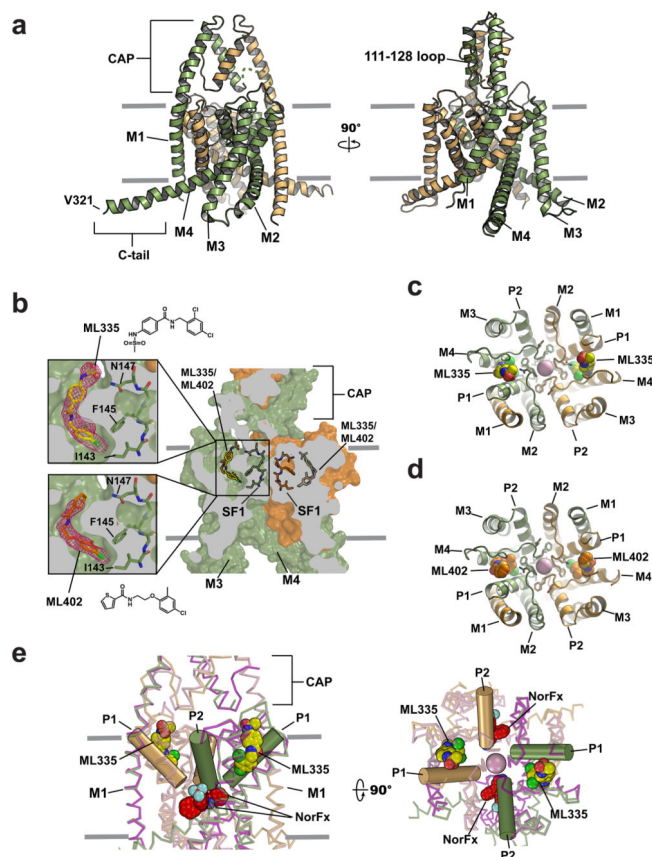 a
CAP
111-128 loop
M1
90°
V321
M4
M3
M2
C-tail
M1
M4
M2
M3
b
ML335
N147
F145
I143
N147
F145
I143
ML402
O
N
H
Cl
Cl
HN
O=S=O
ML335/
ML402
CAP
ML335/
ML402
SF1
SF1
M3
M4
S
O
N
H
O
Cl
c
P2
M2
M1
M3
P1
M4
ML335
ML335
P1
M4
M1
M3
M2
P2
d
P2
M2
M1
M3
P1
M4
ML402
ML402
P1
M4
M1
M3
M2
P2
e
CAP
P1
P2
P1
ML335
ML335
M1
M1
NorFx
90°
P2
NorFx
ML335
P1
P1
NorFx
ML335
P2